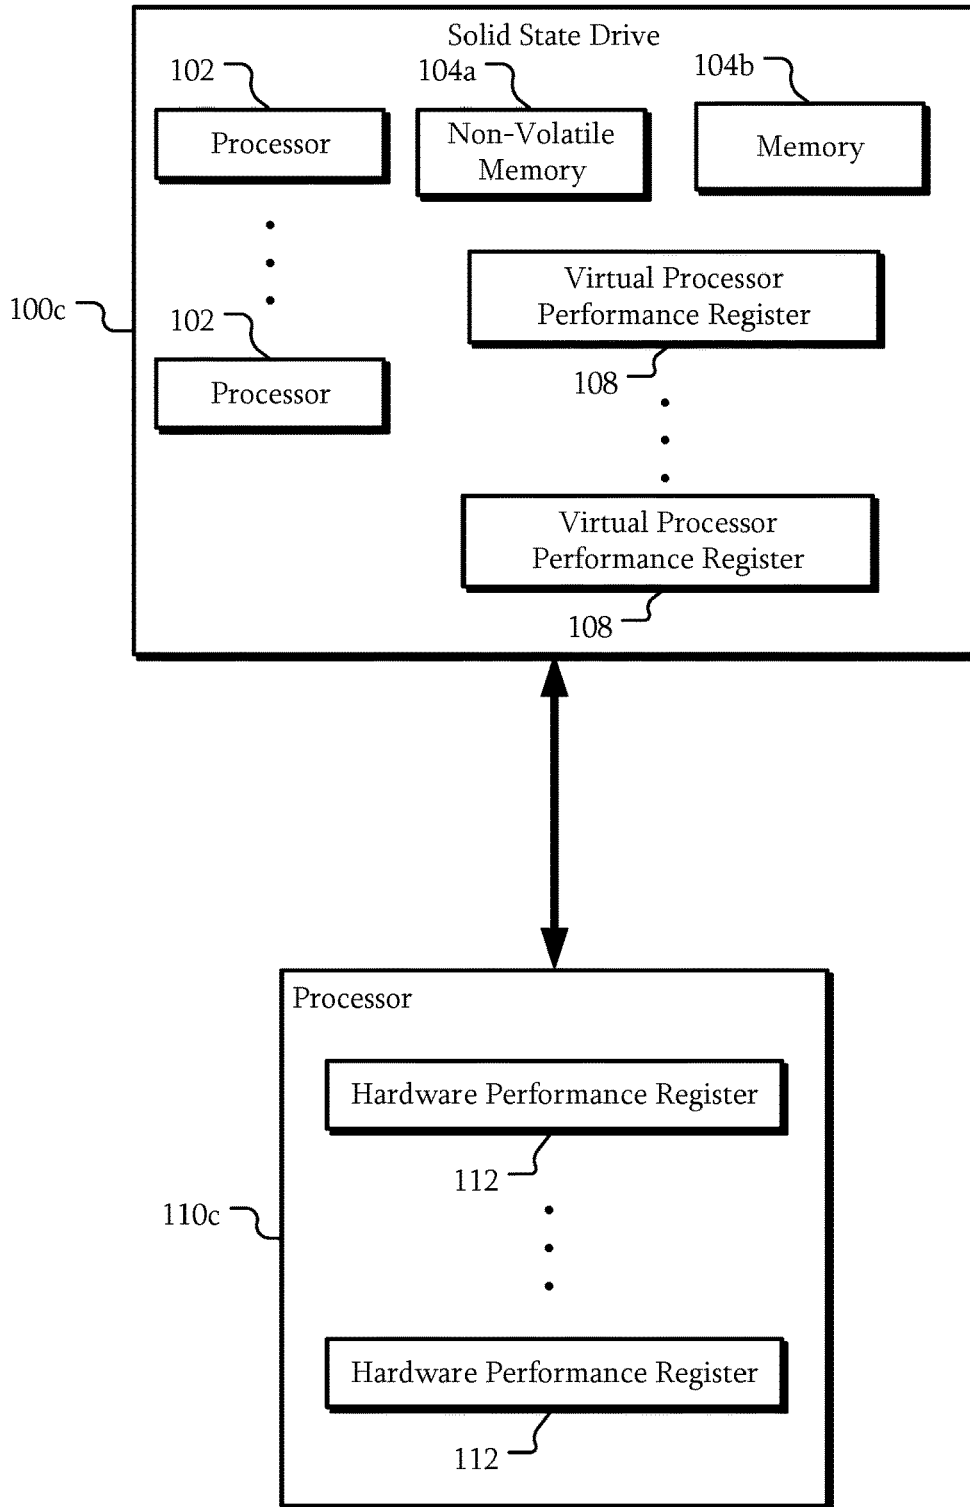 Solid State Drive
102
104a
104b
Processor
Non-Volatile
Memory
Memory
100c
Virtual Processor
Performance Register
102
108
Processor
Virtual Processor
Performance Register
108
Processor
Hardware Performance Register
112
110c
Hardware Performance Register
112